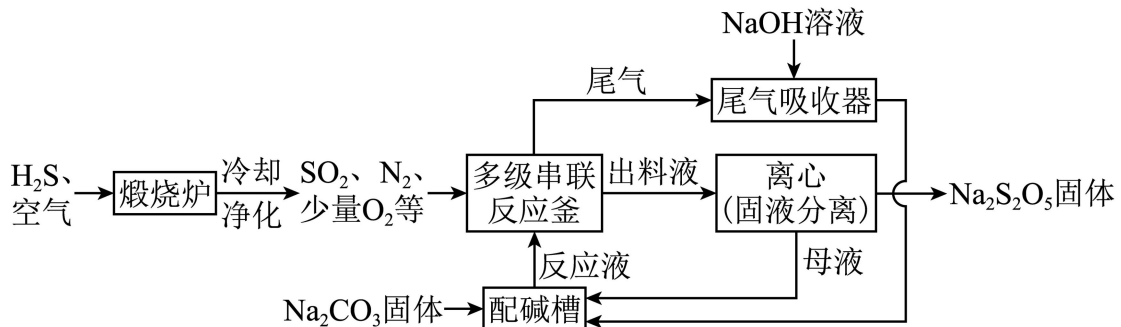 NaOH溶液
尾气
尾气吸收器
H₂S、
空气
煅烧炉
冷却
净化
SO₂、N₂、
少量O₂等
多级串联
反应釜
出料液
离心
(固液分离)
Na₂S₂O₅固体
反应液
母液
Na₂CO₃固体
配碱槽